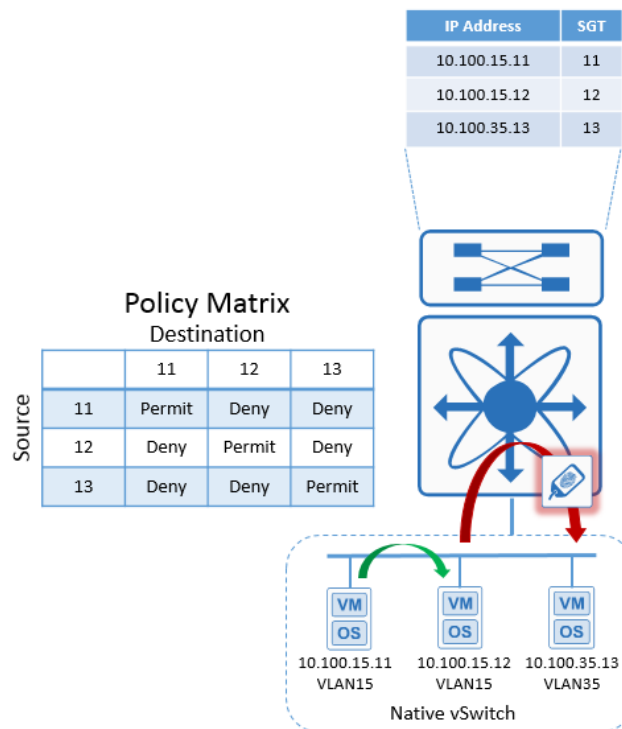 IP Address SGT
10.100.15.11 11
10.100.15.12 12
10.100.35.13 13
Policy Matrix
Destination
Source
11 12 13
11 Permit Deny Deny
12 Deny Permit Deny
13 Deny Deny Permit
VM VM VM
OS OS OS
10.100.15.11 10.100.15.12 10.100.35.13
VLAN15 VLAN15 VLAN35
Native vSwitch